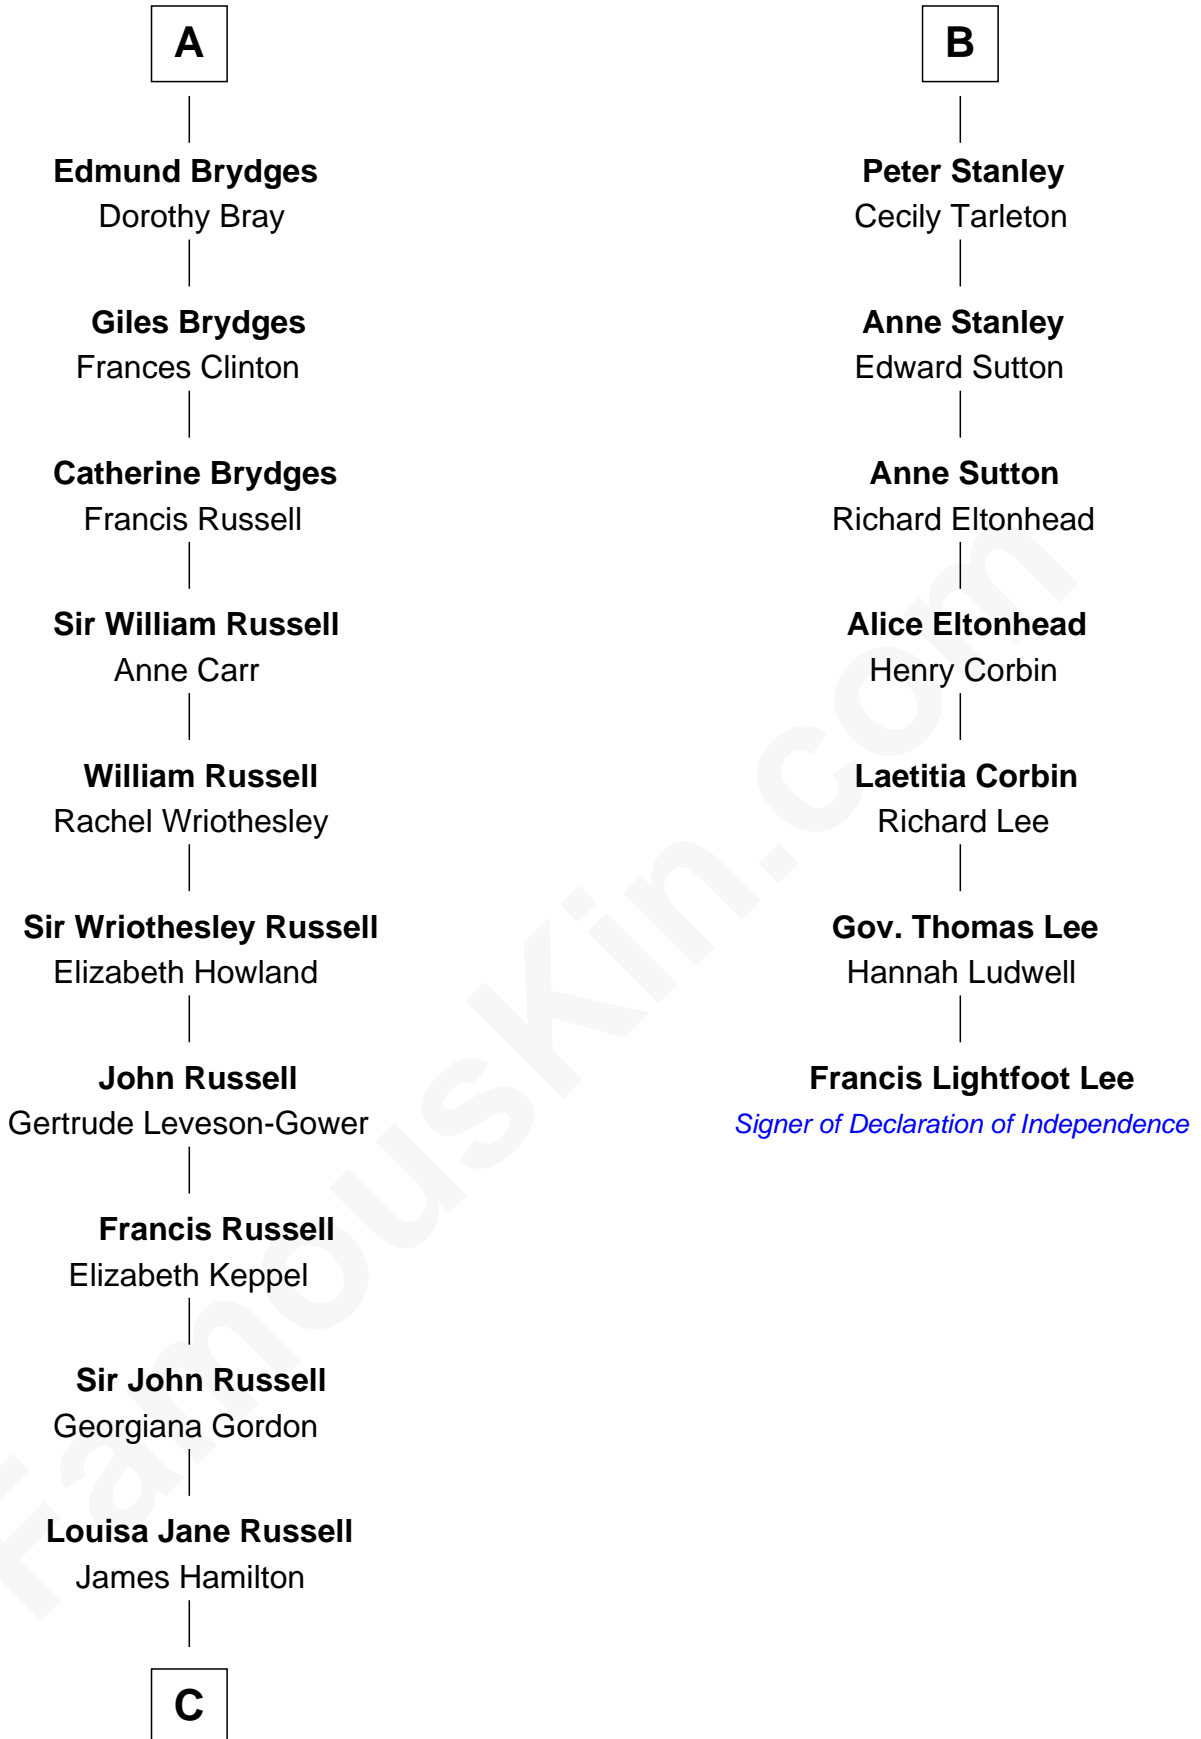 A
Edmund Brydges
Dorothy Bray
Giles Brydges
Frances Clinton
Catherine Brydges
Francis Russell
Sir William Russell
Anne Carr
William Russell
Rachel Wriothesley
Sir Wriothesley Russell
Elizabeth Howland
John Russell
Gertrude Leveson-Gower
Francis Russell
Elizabeth Keppel
Sir John Russell
Georgiana Gordon
Louisa Jane Russell
James Hamilton
C
B
Peter Stanley
Cecily Tarleton
Anne Stanley
Edward Sutton
Anne Sutton
Richard Eltonhead
Alice Eltonhead
Henry Corbin
Laetitia Corbin
Richard Lee
Gov. Thomas Lee
Hannah Ludwell
Francis Lightfoot Lee
Signer of Declaration of Independence
FamousKin.com